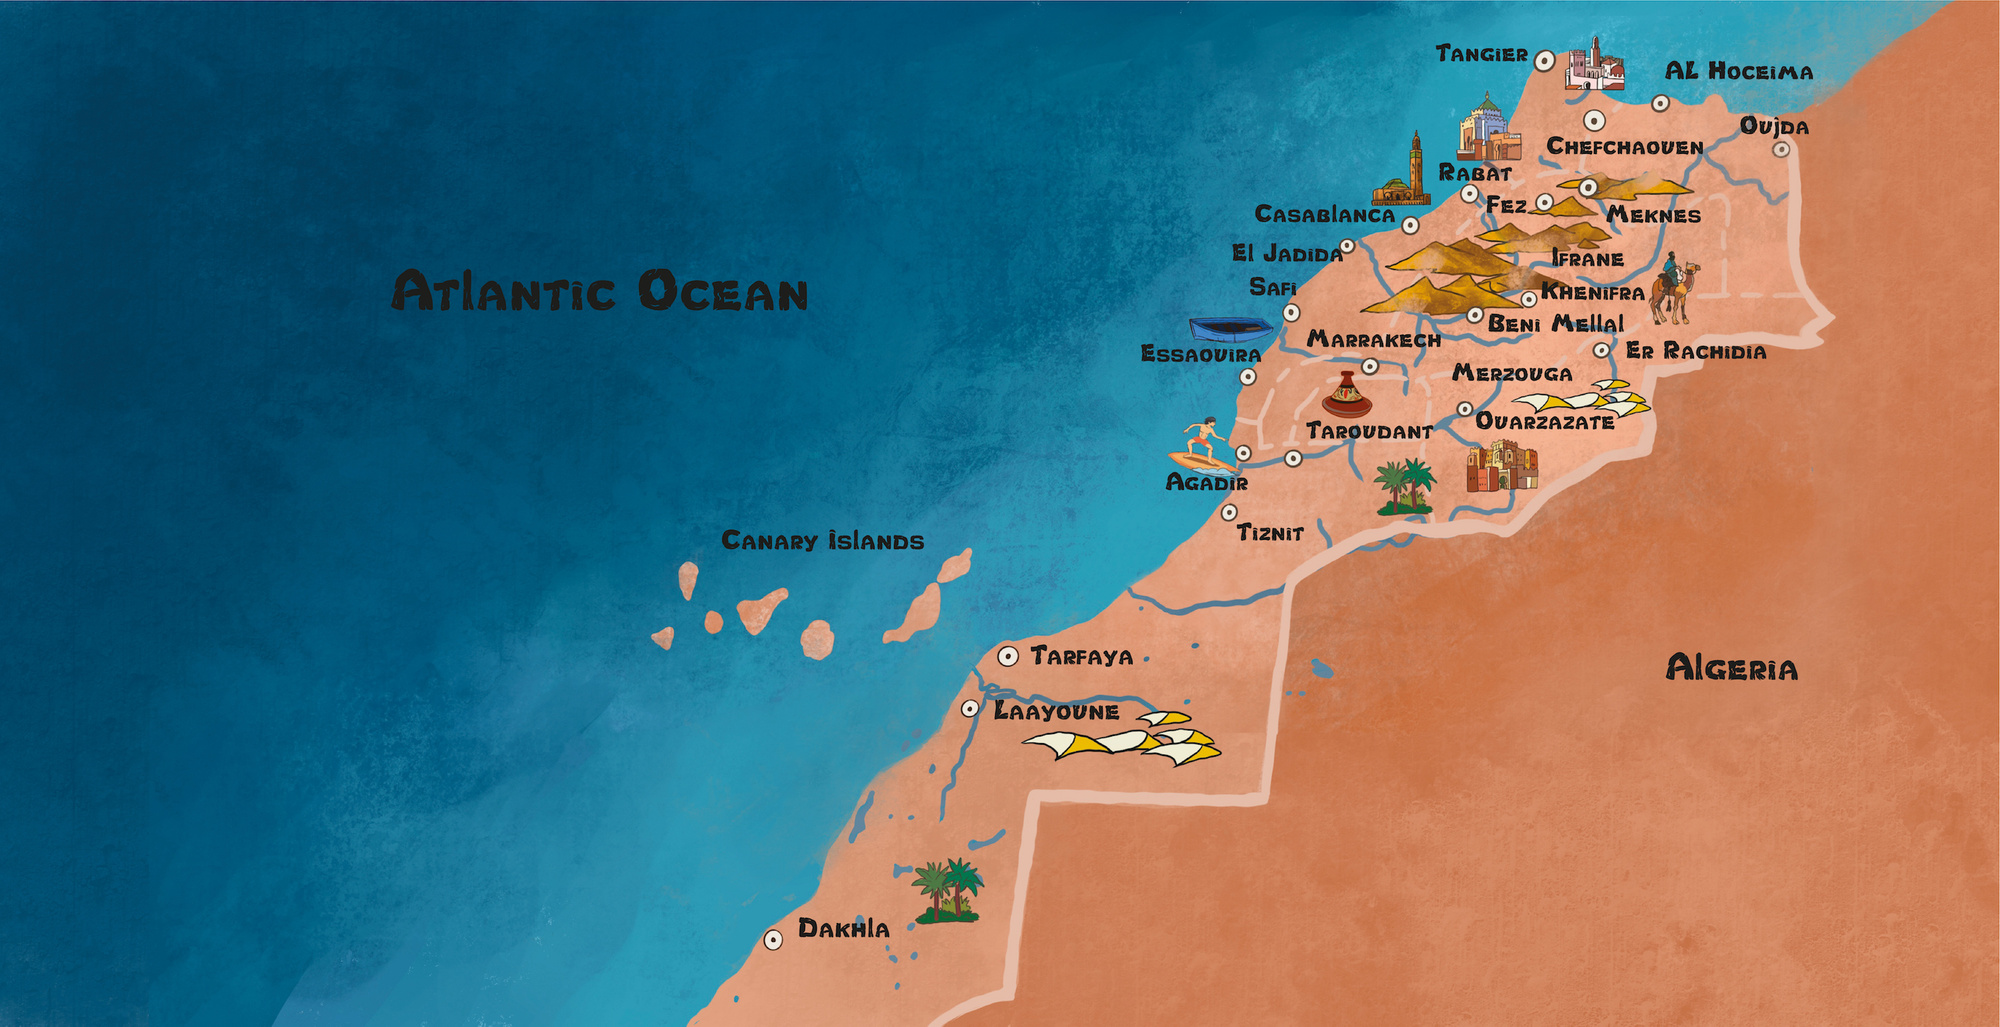 Tangier
AL Hoceima
Oujda
Chefchaouen
Rabat
Fez
Meknes
Casablanca
El Jadida
Ifrane
Safi
Khenifra
Atlantic Ocean
Beni Mellal
Marrakech
Essaouira
Er Rachidia
Merzouga
Ouarzazate
Taroudant
Agadir
Tiznit
Canary islands
Tarfaya
Algeria
Laayoune
Dakhla